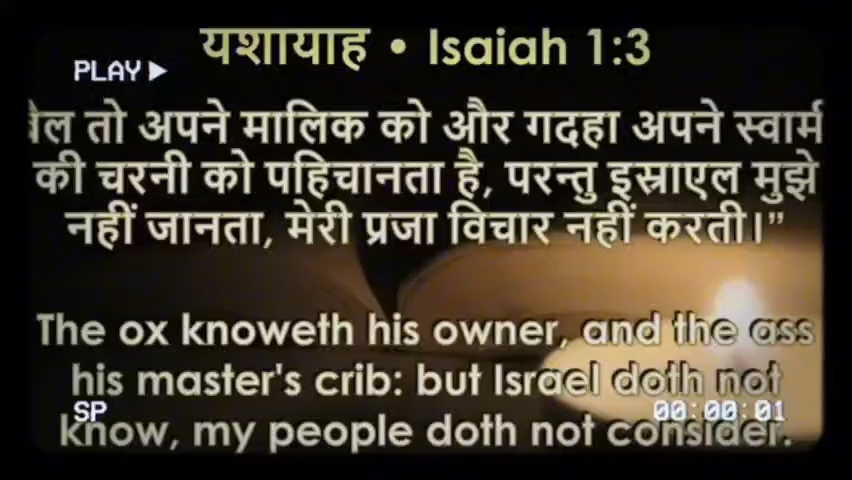 यशायाह • Isaiah 1:3
PLAY
तो अपने मालिक को और गदहा अपने
की चरनी को पहिचानता है, परन्तु इस्राएल मुझे
नहीं जानता, मेरी प्रजा विचार नहीं करती।”
The ox knoweth his owner, and the ass
his master's crib: but Israel doth not
SP
00:00:01
know, my people doth not consider.